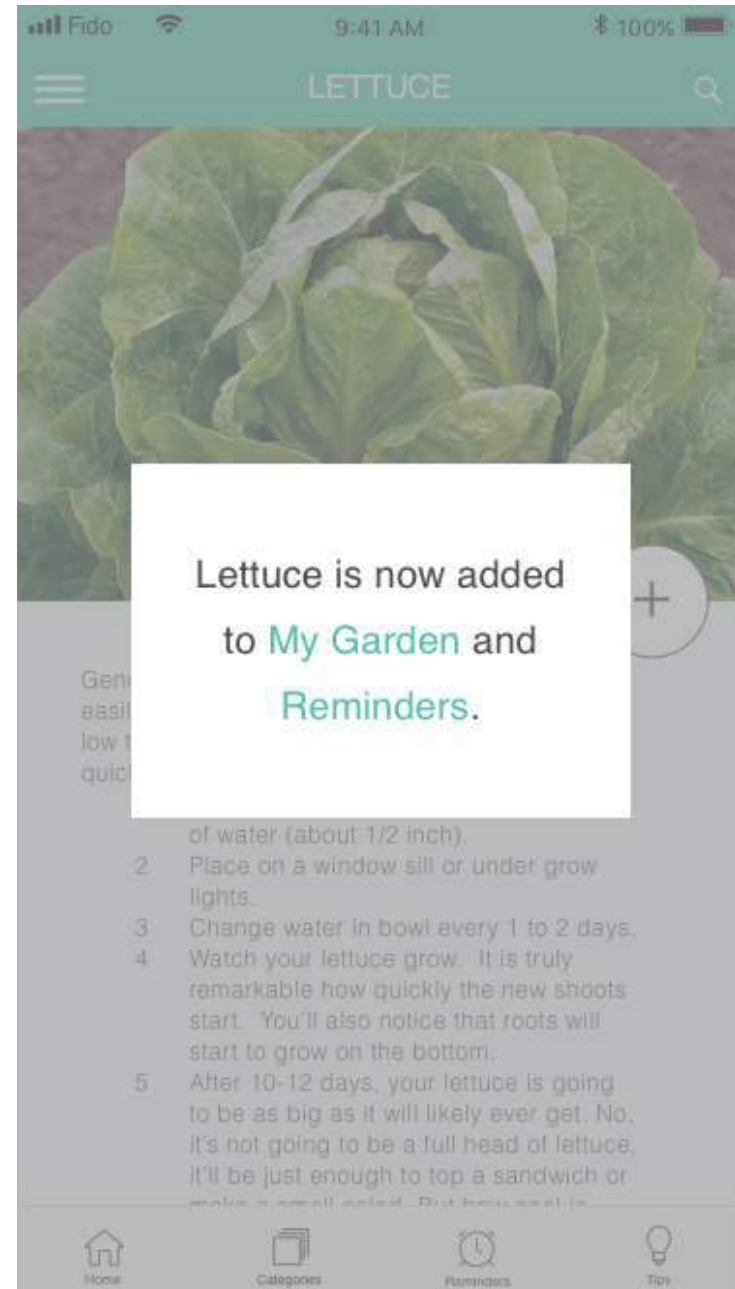 Fido 9:41 AM 100%
LETTUCE
Lettuce is now added
to My Garden and
Reminders.
of water (about 1/2 inch).
2 Place on a window sill or under grow
lights.
3 Change water in bowl every 1 to 2 days.
4 Watch your lettuce grow. It is truly
remarkable how quickly the new shoots
start. You'll also notice that roots will
start to grow on the bottom.
5 After 10-12 days, your lettuce is going
to be as big as it will likely ever get. No,
it's not going to be a full head of lettuce,
it'll be just enough to top a sandwich or
Home Categories Reminders Tips